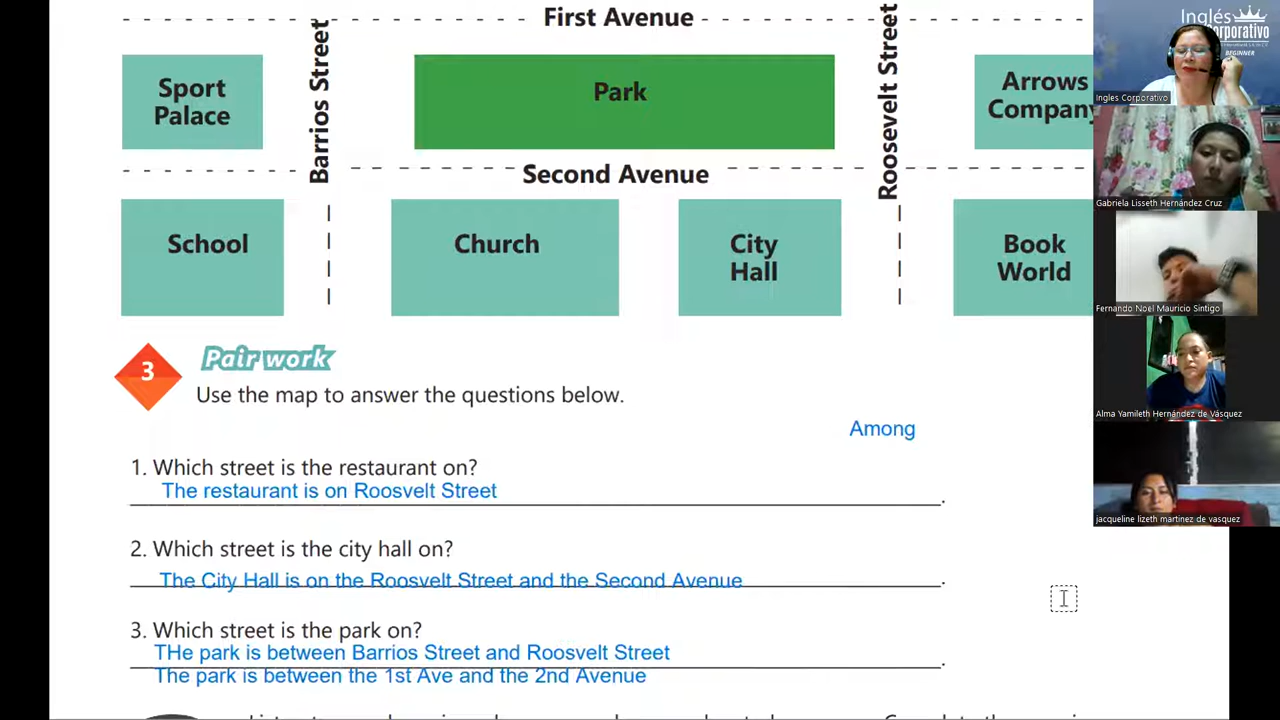 First Avenue
Sport
Palace
Barrios Street
Park
Roosevelt Street
Arrows
Company
Second Avenue
School
Church
City
Hall
Book
World
3
Pair work
Use the map to answer the questions below.
Among
1. Which street is the restaurant on?
The restaurant is on Roosvelt Street
2. Which street is the city hall on?
The City Hall is on the Roosvelt Street and the Second Avenue
3. Which street is the park on?
THe park is between Barrios Street and Roosvelt Street
The park is between the 1st Ave and the 2nd Avenue
Inglés
Corporativo
BEGINNER
Ingles Corporativo
Gabriela Lisseth Hernández Cruz
Fernando Noel Mauricio Sintigo
Alma Yamileth Hernández de Vásquez
jacqueline lizeth martinez de vasquez